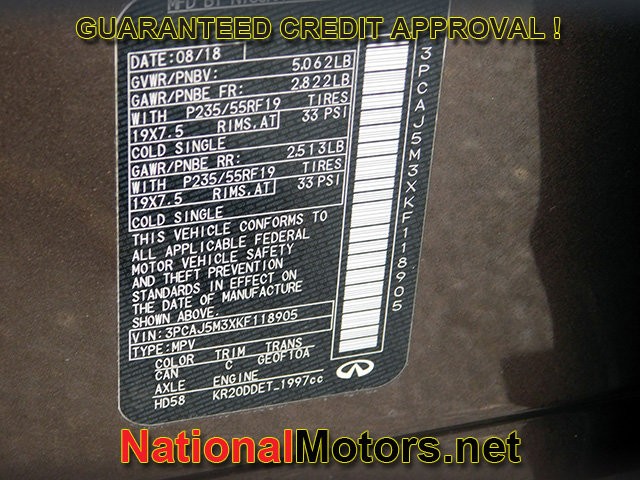 GUARANTEED CREDIT APPROVAL !
MFD BY
DATE: 08/18
GVWR/PNBV: 5,062LB
GAWR/PNBE FR: 2,822LB
WITH P235/55RF19 TIRES
19X7.5 RIMS.AT 33 PSI
COLD SINGLE
GAWR/PNBE RR: 2,513LB
WITH P235/55RF19 TIRES
19X7.5 RIMS.AT 33 PSI
COLD SINGLE
THIS VEHICLE CONFORMS TO
ALL APPLICABLE FEDERAL
MOTOR VEHICLE SAFETY
AND THEFT PREVENTION
STANDARDS IN EFFECT ON
THE DATE OF MANUFACTURE
SHOWN ABOVE.
VIN: 3PCAJ5M3XKF118905
TYPE: MPV
COLOR TRIM TRANS
CAN C GE0F10A
AXLE ENGINE
HD58 KR20DDET_1997cc
3PCAJ5M3XKF118905
NationalMotors.net